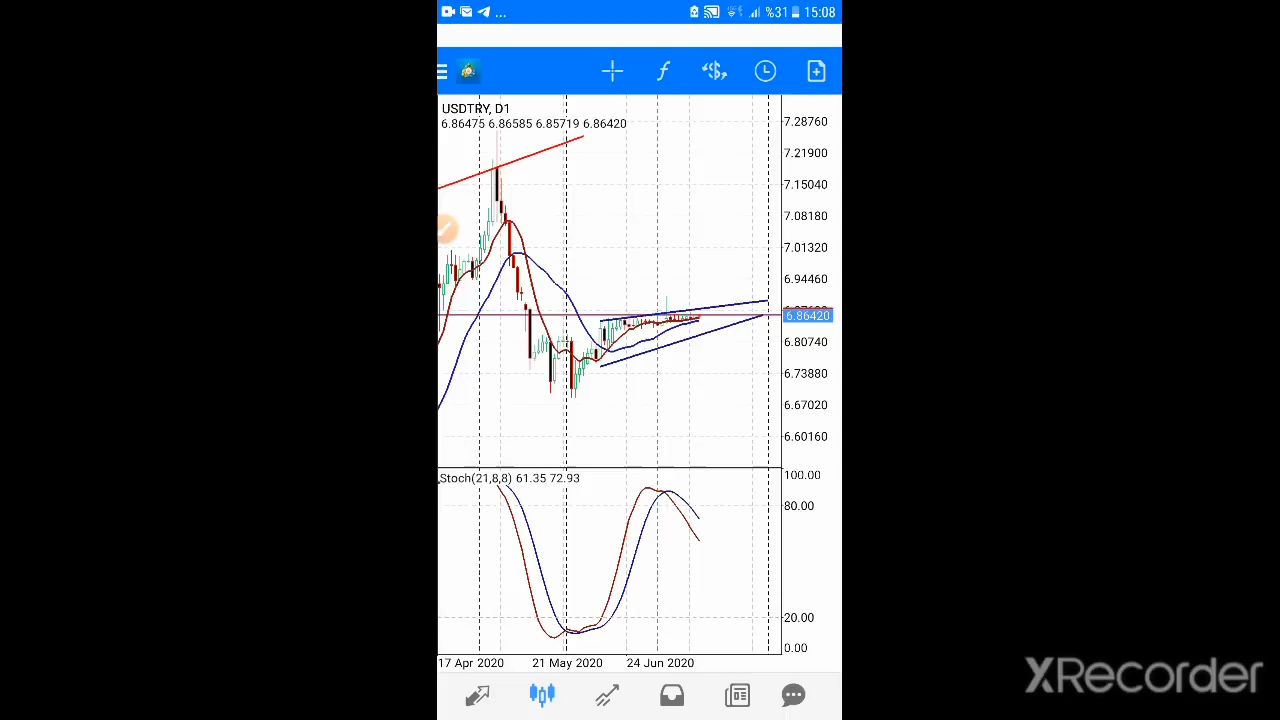 ... %31 15:08
USDTRY, D1
6.86475 6.86585 6.85719 6.86420
7.28760
7.21900
7.15040
7.08180
7.01320
6.94460
6.86420
6.80740
6.73880
6.67020
6.60160
Stoch(21,8,8) 61.35 72.93
100.00
80.00
20.00
0.00
17 Apr 2020 21 May 2020 24 Jun 2020
XRecorder